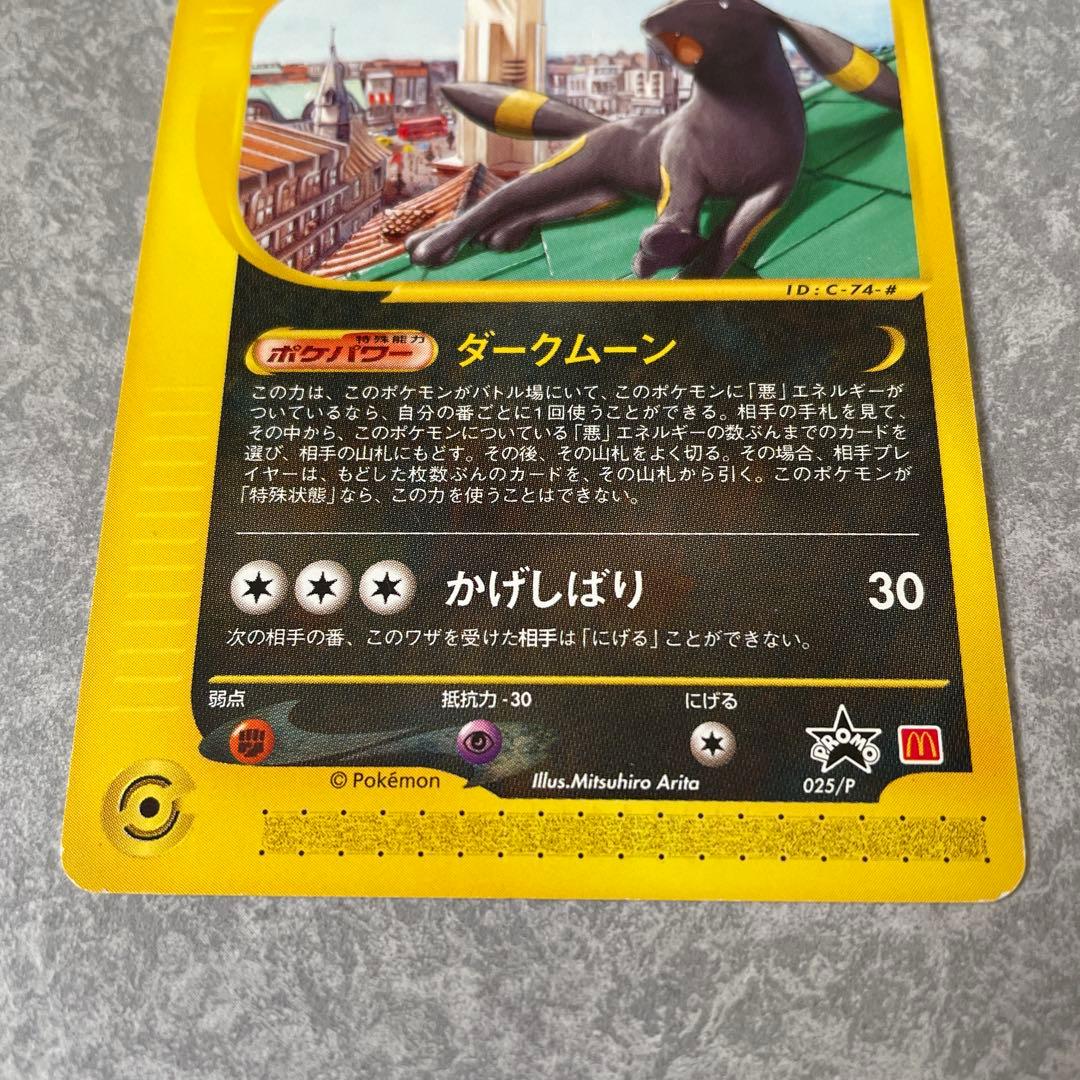 ID:C-74-#
特殊能力
ポケパワー ダークムーン
この力は、このポケモンがバトル場にいて、このポケモンに「悪」エネルギーが
ついているなら、自分の番ごとに1回使うことができる。相手の手札を見て、
その中から、このポケモンについている「悪」エネルギーの数ぶんまでのカードを
選び、相手の山札にもどす。その後、その山札をよく切る。その場合、相手プレ
イヤーは、もどした枚数ぶんのカードを、その山札から引く。このポケモンが
「特殊状態」なら、この力を使うことはできない。
かげしばり 30
次の相手の番、このワザを受けた相手は「にげる」ことができない。
弱点 抵抗力 -30 にげる
PROMO
025/P
© Pokémon Illus.Mitsuhiro Arita